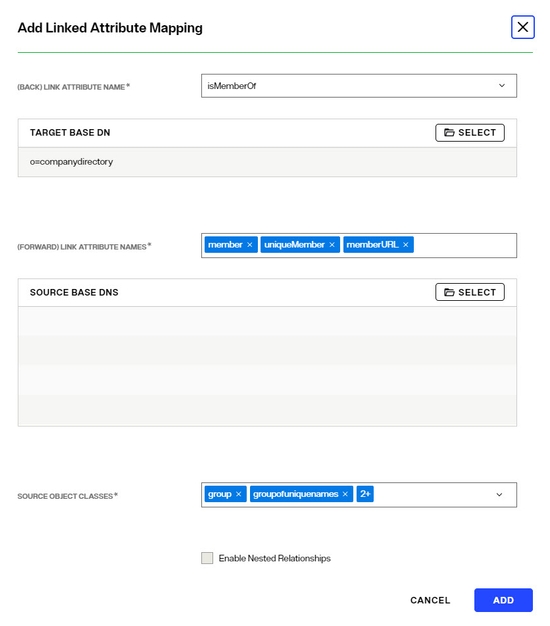 Add Linked Attribute Mapping
(BACK) LINK ATTRIBUTE NAME*
isMemberOf
TARGET BASE DN
SELECT
o=companydirectory
(FORWARD) LINK ATTRIBUTE NAMES*
member × uniqueMember × memberURL ×
SOURCE BASE DNS
SELECT
SOURCE OBJECT CLASSES*
group × groupofuniquenames × 2+
Enable Nested Relationships
CANCEL
ADD